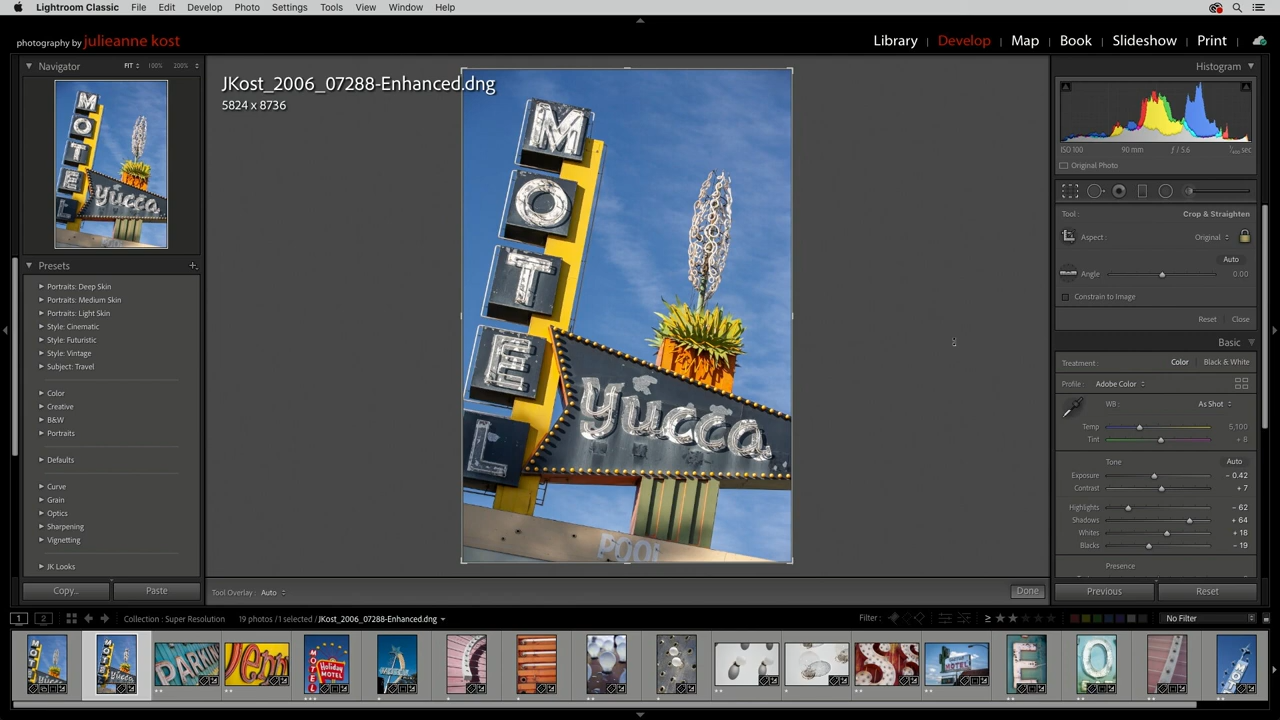 Lightroom Classic File Edit Develop Photo Settings Tools View Window Help
photography by julieanne kost
Library | Develop | Map | Book | Slideshow | Print
Navigator FIT 100% 200%
MOTEL
yucca
Presets
Portraits: Deep Skin
Portraits: Medium Skin
Portraits: Light Skin
Style: Cinematic
Style: Futuristic
Style: Vintage
Subject: Travel
Color
Creative
B&W
Portraits
Defaults
Curve
Grain
Optics
Sharpening
Vignetting
JK Looks
Copy... Paste
JKost_2006_07288-Enhanced.dng
5824 x 8736
MOTEL
yucca
POOL
Tool Overlay: Auto Done
Histogram
ISO 100 90 mm f / 5.6
Original Photo
Tool: Crop & Straighten
Aspect: Original
Auto
Angle 0.00
Constrain to Image
Reset Close
Basic
Treatment: Color Black & White
Profile: Adobe Color
WB: As Shot
Temp 5,100
Tint + 8
Tone Auto
Exposure - 0.42
Contrast + 7
Highlights - 62
Shadows + 64
Whites + 18
Blacks - 19
Presence
Previous Reset
1 2 Collection : Super Resolution 19 photos / 1 selected / JKost_2006_07288-Enhanced.dng Filter : ≥ ★★★★★ No Filter